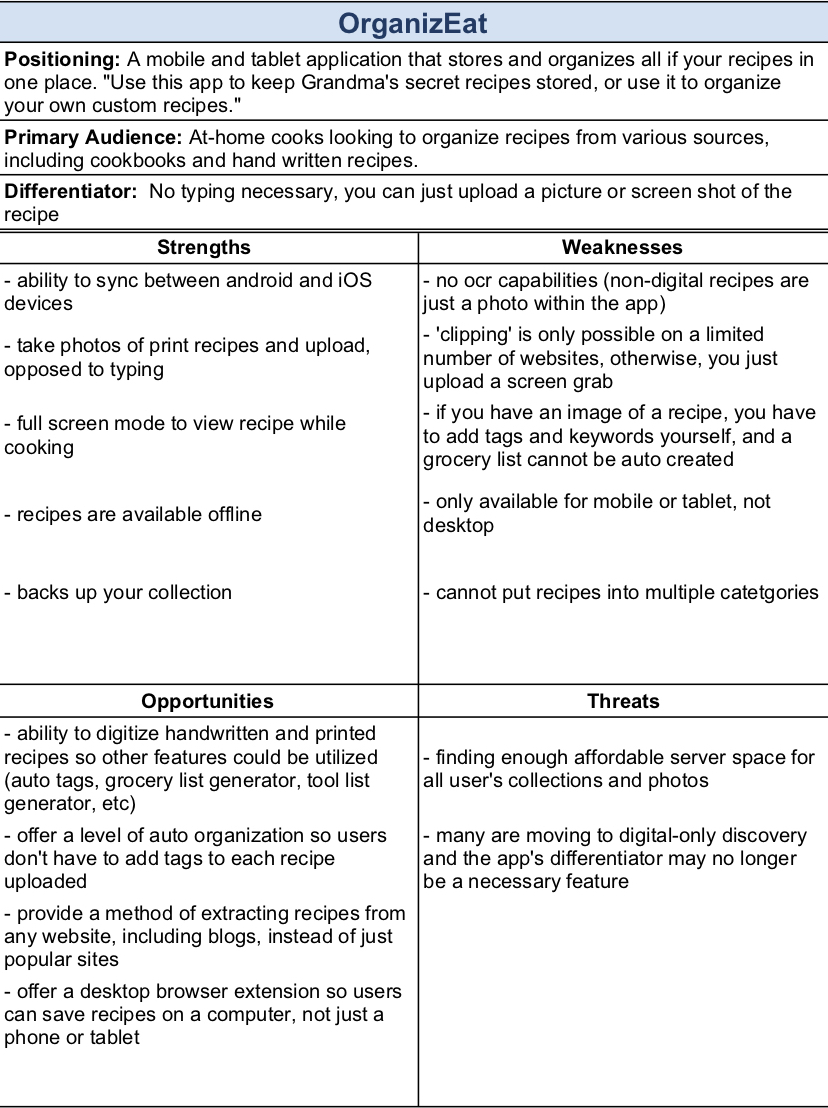 OrganizEat
Positioning: A mobile and tablet application that stores and organizes all if your recipes in
one place. "Use this app to keep Grandma's secret recipes stored, or use it to organize
your own custom recipes."
Primary Audience: At-home cooks looking to organize recipes from various sources,
including cookbooks and hand written recipes.
Differentiator: No typing necessary, you can just upload a picture or screen shot of the
recipe
Strengths
- ability to sync between android and iOS
devices
- take photos of print recipes and upload,
opposed to typing
- full screen mode to view recipe while
cooking
- recipes are available offline
- backs up your collection
Weaknesses
- no ocr capabilities (non-digital recipes are
just a photo within the app)
- 'clipping' is only possible on a limited
number of websites, otherwise, you just
upload a screen grab
- if you have an image of a recipe, you have
to add tags and keywords yourself, and a
grocery list cannot be auto created
- only available for mobile or tablet, not
desktop
- cannot put recipes into multiple catetgories
Opportunities
- ability to digitize handwritten and printed
recipes so other features could be utilized
(auto tags, grocery list generator, tool list
generator, etc)
- offer a level of auto organization so users
don't have to add tags to each recipe
uploaded
- provide a method of extracting recipes from
any website, including blogs, instead of just
popular sites
- offer a desktop browser extension so users
can save recipes on a computer, not just a
phone or tablet
Threats
- finding enough affordable server space for
all user's collections and photos
- many are moving to digital-only discovery
and the app's differentiator may no longer
be a necessary feature